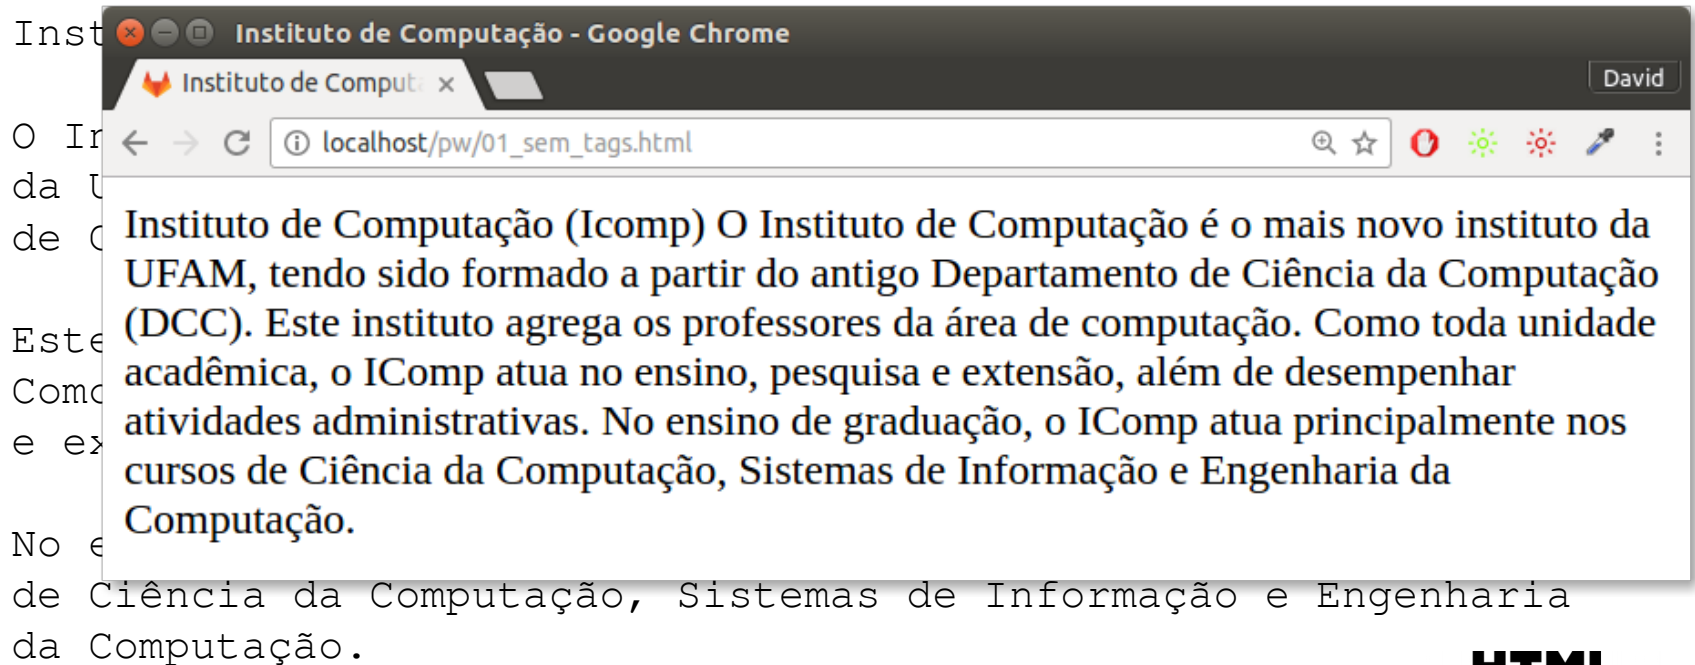 Inst
Instituto de Computação - Google Chrome
Instituto de Comput
David
localhost/pw/01_sem_tags.html
O
da
de
Este
Como
e
No
Instituto de Computação (Icomp) O Instituto de Computação é o mais novo instituto da
UFAM, tendo sido formado a partir do antigo Departamento de Ciência da Computação
(DCC). Este instituto agrega os professores da área de computação. Como toda unidade
acadêmica, o IComp atua no ensino, pesquisa e extensão, além de desempenhar
atividades administrativas. No ensino de graduação, o IComp atua principalmente nos
cursos de Ciência da Computação, Sistemas de Informação e Engenharia da
Computação.
de Ciência da Computação, Sistemas de Informação e Engenharia
da Computação.
HTML